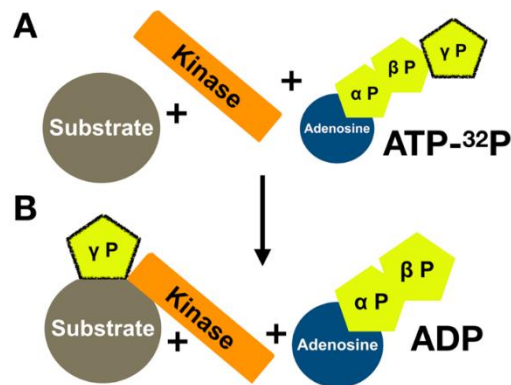 A
Substrate
+
Kinase
+
α P
β P
γ P
Adenosine
ATP-³²P
B
γ P
Substrate
+
Kinase
+
α P
β P
Adenosine
ADP